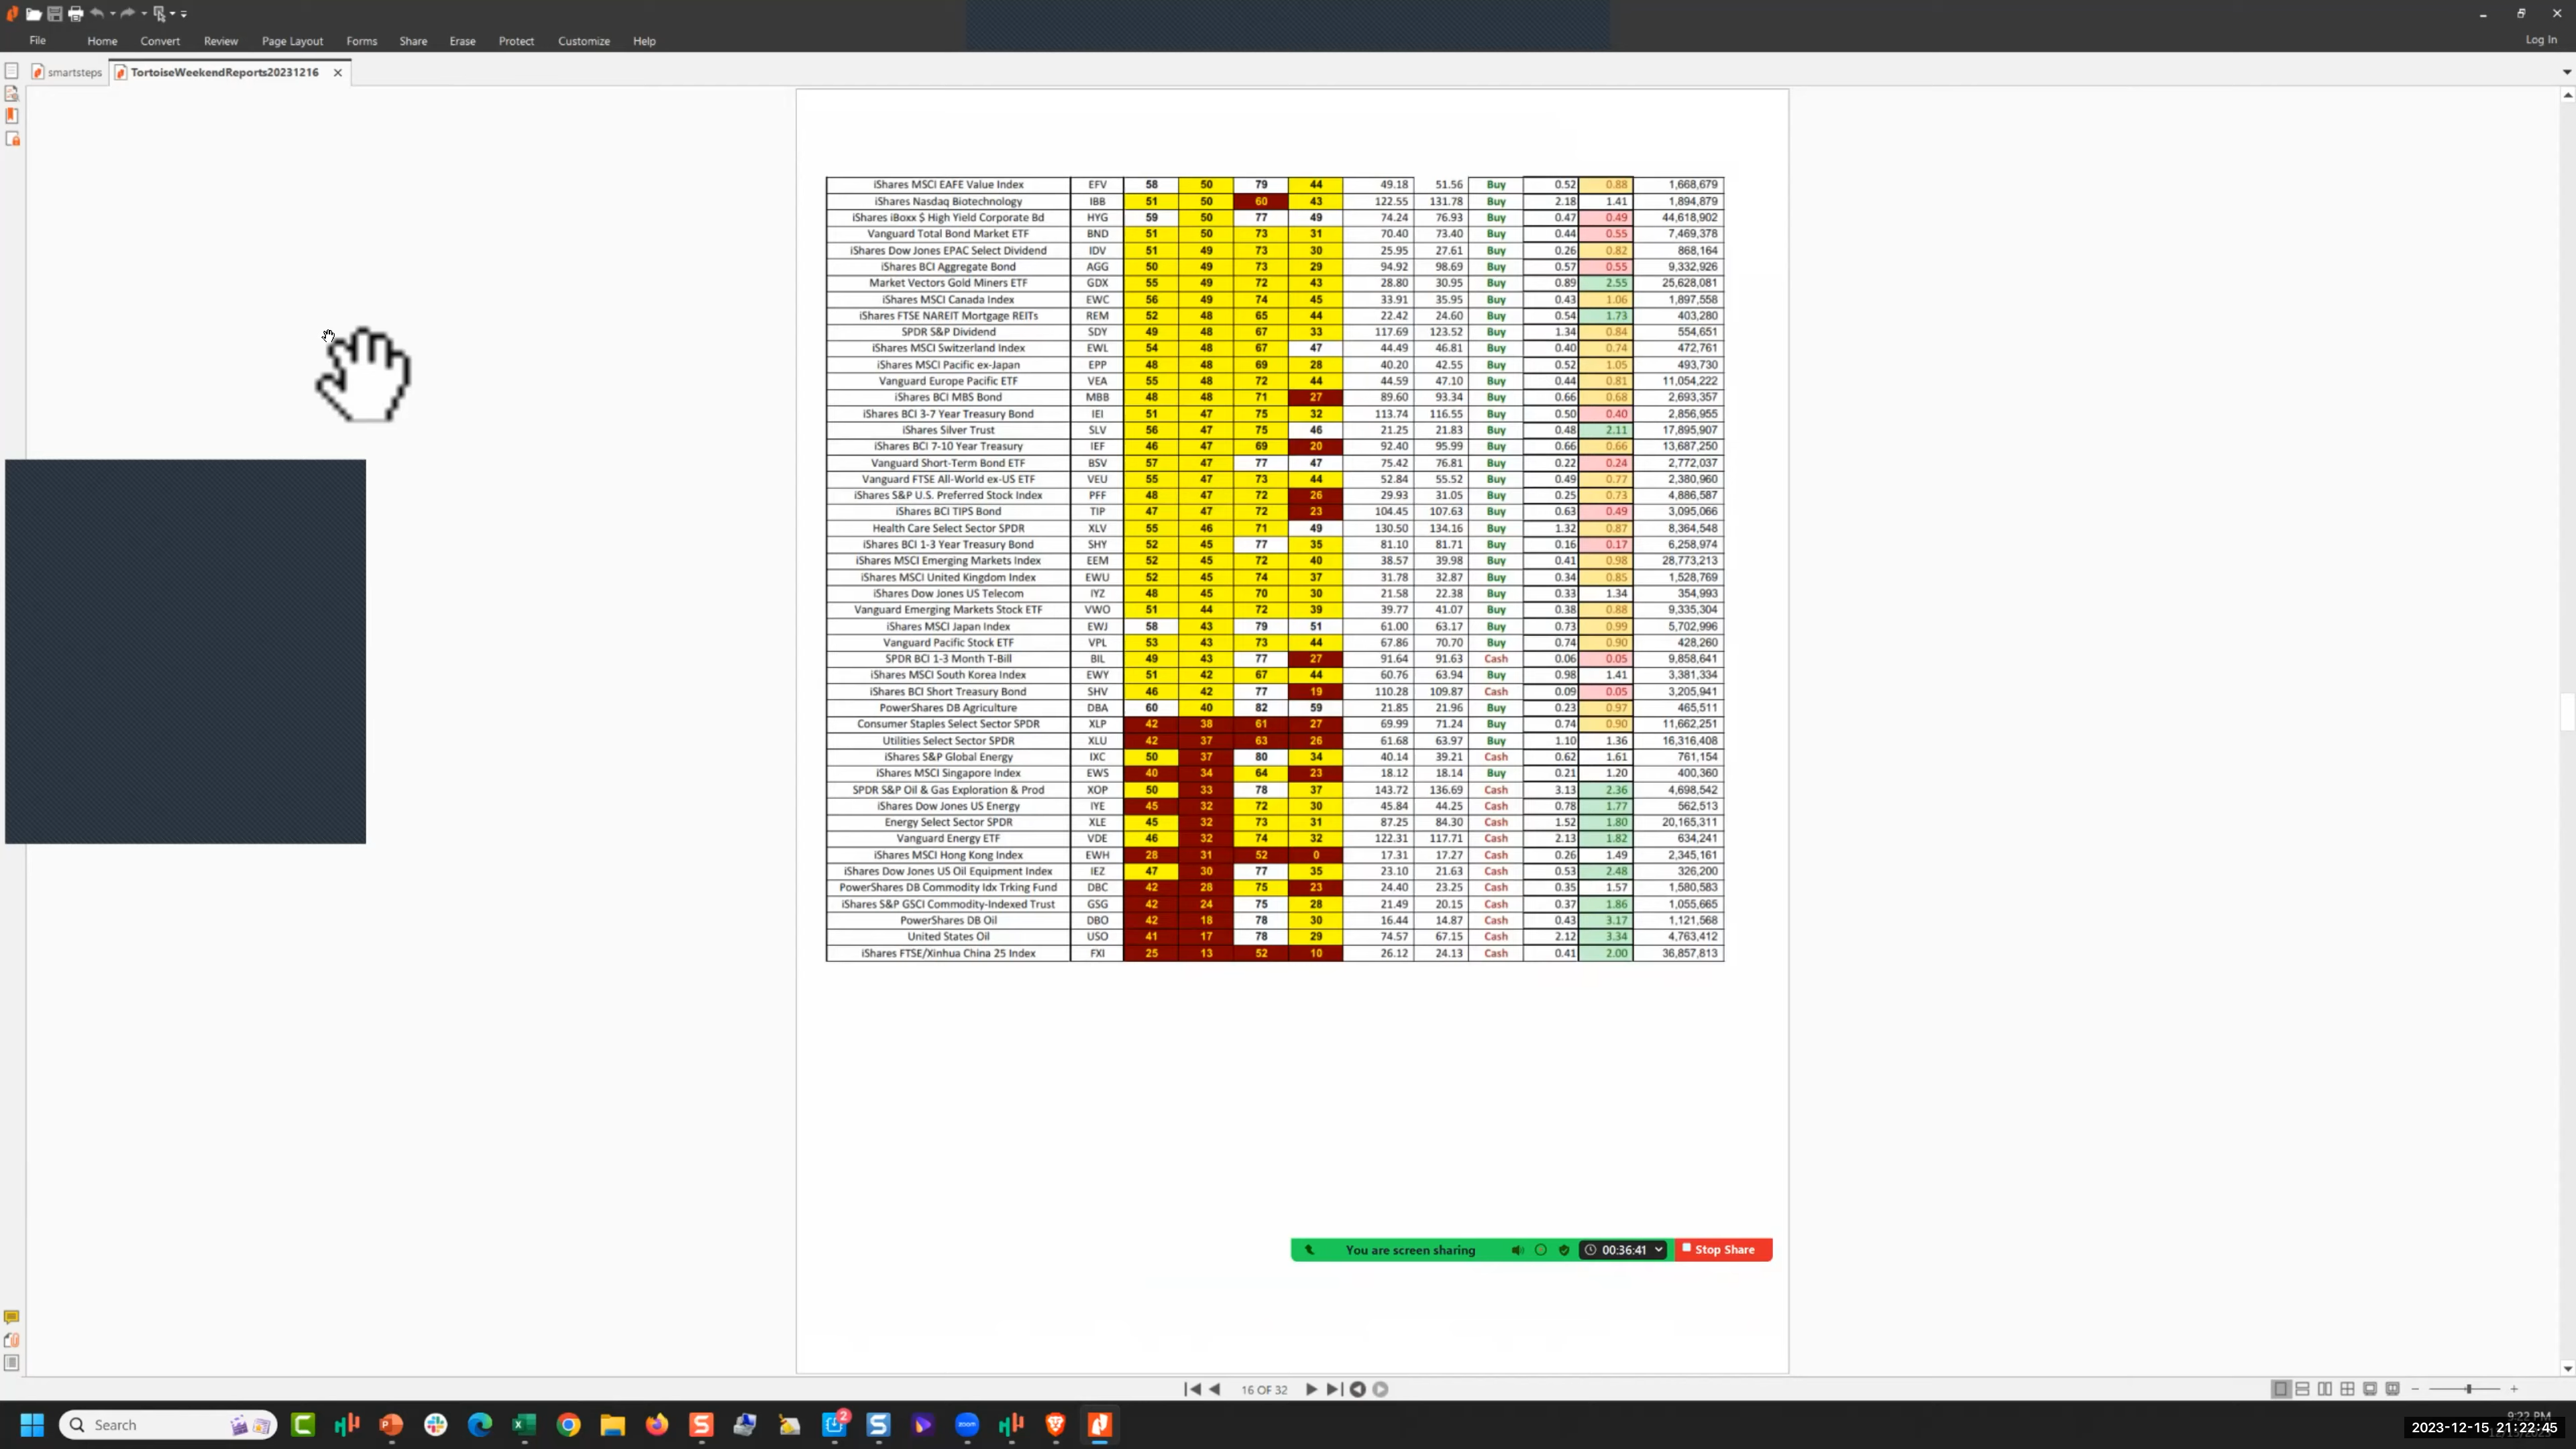 File Home Convert Review Page Layout Forms Share Erase Protect Customize Help Log In
smartsteps TortoiseWeekendReports20231216
iShares MSCI EAFE Value Index EFV 58 50 79 44 49.18 51.56 Buy 0.52 0.88 1,668,679
iShares Nasdaq Biotechnology IBB 51 50 60 43 122.55 131.78 Buy 2.18 1.41 1,894,879
iShares iBoxx $ High Yield Corporate Bd HYG 59 50 77 49 74.24 76.93 Buy 0.47 0.49 44,618,902
Vanguard Total Bond Market ETF BND 51 50 73 31 70.40 73.40 Buy 0.44 0.55 7,469,378
iShares Dow Jones EPAC Select Dividend IDV 51 49 73 30 25.95 27.61 Buy 0.26 0.82 868,164
iShares BCI Aggregate Bond AGG 50 49 73 29 94.92 98.69 Buy 0.57 0.55 9,332,926
Market Vectors Gold Miners ETF GDX 55 49 72 43 28.80 30.95 Buy 0.89 2.55 25,628,081
iShares MSCI Canada Index EWC 56 49 74 45 33.91 35.95 Buy 0.43 1.06 1,897,558
iShares FTSE NAREIT Mortgage REITs REM 52 48 65 44 22.42 24.60 Buy 0.54 1.73 403,280
SPDR S&P Dividend SDY 49 48 67 33 117.69 123.52 Buy 1.34 0.84 554,651
iShares MSCI Switzerland Index EWL 54 48 67 47 44.49 46.81 Buy 0.40 0.74 472,761
iShares MSCI Pacific ex-Japan EPP 48 48 69 28 40.20 42.55 Buy 0.52 1.05 493,730
Vanguard Europe Pacific ETF VEA 55 48 72 44 44.59 47.10 Buy 0.44 0.81 11,054,222
iShares BCI MBS Bond MBB 48 48 71 27 89.60 93.34 Buy 0.66 0.68 2,693,357
iShares BCI 3-7 Year Treasury Bond IEI 51 47 75 32 113.74 116.55 Buy 0.50 0.40 2,856,955
iShares Silver Trust SLV 56 47 75 46 21.25 21.83 Buy 0.48 2.11 17,895,907
iShares BCI 7-10 Year Treasury IEF 46 47 69 20 92.40 95.99 Buy 0.66 0.66 13,687,250
Vanguard Short-Term Bond ETF BSV 57 47 77 47 75.42 76.81 Buy 0.22 0.24 2,772,037
Vanguard FTSE All-World ex-US ETF VEU 55 47 73 44 52.84 55.52 Buy 0.49 0.77 2,380,960
iShares S&P U.S. Preferred Stock Index PFF 48 47 72 26 29.93 31.05 Buy 0.25 0.73 4,886,587
iShares BCI TIPS Bond TIP 47 47 72 23 104.45 107.63 Buy 0.63 0.49 3,095,066
Health Care Select Sector SPDR XLV 55 46 71 49 130.50 134.16 Buy 1.32 0.87 8,364,548
iShares BCI 1-3 Year Treasury Bond SHY 52 45 77 35 81.10 81.71 Buy 0.16 0.17 6,258,974
iShares MSCI Emerging Markets Index EEM 52 45 72 40 38.57 39.98 Buy 0.41 0.98 28,773,213
iShares MSCI United Kingdom Index EWU 52 45 74 37 31.78 32.87 Buy 0.34 0.85 1,528,769
iShares Dow Jones US Telecom IYZ 48 45 70 30 21.58 22.38 Buy 0.33 1.34 354,993
Vanguard Emerging Markets Stock ETF VWO 51 44 72 39 39.77 41.07 Buy 0.38 0.88 9,335,304
iShares MSCI Japan Index EWJ 58 43 79 51 61.00 63.17 Buy 0.73 0.99 5,702,996
Vanguard Pacific Stock ETF VPL 53 43 73 44 67.86 70.70 Buy 0.74 0.90 428,260
SPDR BCI 1-3 Month T-Bill BIL 49 43 77 27 91.64 91.63 Cash 0.06 0.05 9,858,641
iShares MSCI South Korea Index EWY 51 42 67 44 60.76 63.94 Buy 0.98 1.41 3,381,334
iShares BCI Short Treasury Bond SHV 46 42 77 19 110.28 109.87 Cash 0.09 0.05 3,205,941
PowerShares DB Agriculture DBA 60 40 82 59 21.85 21.96 Buy 0.23 0.97 465,511
Consumer Staples Select Sector SPDR XLP 42 38 61 27 69.99 71.24 Buy 0.74 0.90 11,662,251
Utilities Select Sector SPDR XLU 42 37 63 26 61.68 63.97 Buy 1.10 1.36 16,316,408
iShares S&P Global Energy IXC 50 37 80 34 40.14 39.21 Cash 0.62 1.61 761,154
iShares MSCI Singapore Index EWS 40 34 64 23 18.12 18.14 Buy 0.21 1.20 400,360
SPDR S&P Oil & Gas Exploration & Prod XOP 50 33 78 37 143.72 136.69 Cash 3.13 2.36 4,698,542
iShares Dow Jones US Energy IYE 45 32 72 30 45.84 44.25 Cash 0.78 1.77 562,513
Energy Select Sector SPDR XLE 45 32 73 31 87.25 84.30 Cash 1.52 1.80 20,165,311
Vanguard Energy ETF VDE 46 32 74 32 122.31 117.71 Cash 2.13 1.82 634,241
iShares MSCI Hong Kong Index EWH 28 31 52 0 17.31 17.27 Cash 0.26 1.49 2,345,161
iShares Dow Jones US Oil Equipment Index IEZ 47 30 77 35 23.10 21.63 Cash 0.53 2.48 326,200
PowerShares DB Commodity Idx Trking Fund DBC 42 28 75 23 24.40 23.25 Cash 0.35 1.57 1,580,583
iShares S&P GSCI Commodity-Indexed Trust GSG 42 24 75 28 21.49 20.15 Cash 0.37 1.86 1,055,665
PowerShares DB Oil DBO 42 18 78 30 16.44 14.87 Cash 0.43 3.17 1,121,568
United States Oil USO 41 17 78 29 74.57 67.15 Cash 2.12 3.34 4,763,412
iShares FTSE/Xinhua China 25 Index FXI 25 13 52 10 26.12 24.13 Cash 0.41 2.00 36,857,813
You are screen sharing 00:36:41 Stop Share
16 OF 32
Search zoom 2
9:22 PM
2023-12-15 21:22:45